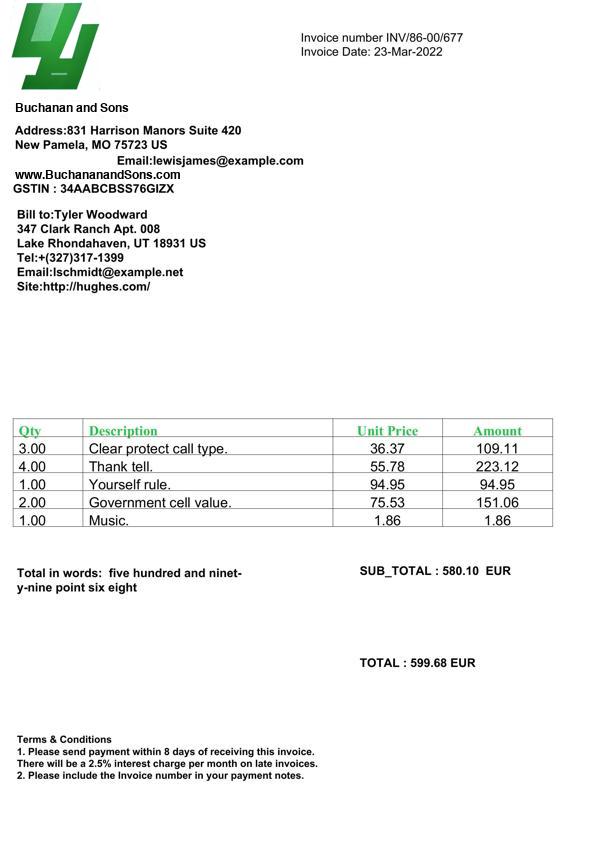 Invoice number INV/86-00/677
Invoice Date: 23-Mar-2022
Buchanan and Sons
Address:831 Harrison Manors Suite 420
New Pamela, MO 75723 US
Email:lewisjames@example.com
www.BuchananandSons.com
GSTIN : 34AABCBSS76GIZX
Bill to:Tyler Woodward
347 Clark Ranch Apt. 008
Lake Rhondahaven, UT 18931 US
Tel:+(327)317-1399
Email:lschmidt@example.net
Site:http://hughes.com/
Qty Description Unit Price Amount
3.00 Clear protect call type. 36.37 109.11
4.00 Thank tell. 55.78 223.12
1.00 Yourself rule. 94.95 94.95
2.00 Government cell value. 75.53 151.06
1.00 Music. 1.86 1.86
Total in words:  five hundred and ninet-
y-nine point six eight
SUB_TOTAL : 580.10  EUR
TOTAL : 599.68 EUR
Terms & Conditions
1. Please send payment within 8 days of receiving this invoice.
There will be a 2.5% interest charge per month on late invoices.
2. Please include the Invoice number in your payment notes.